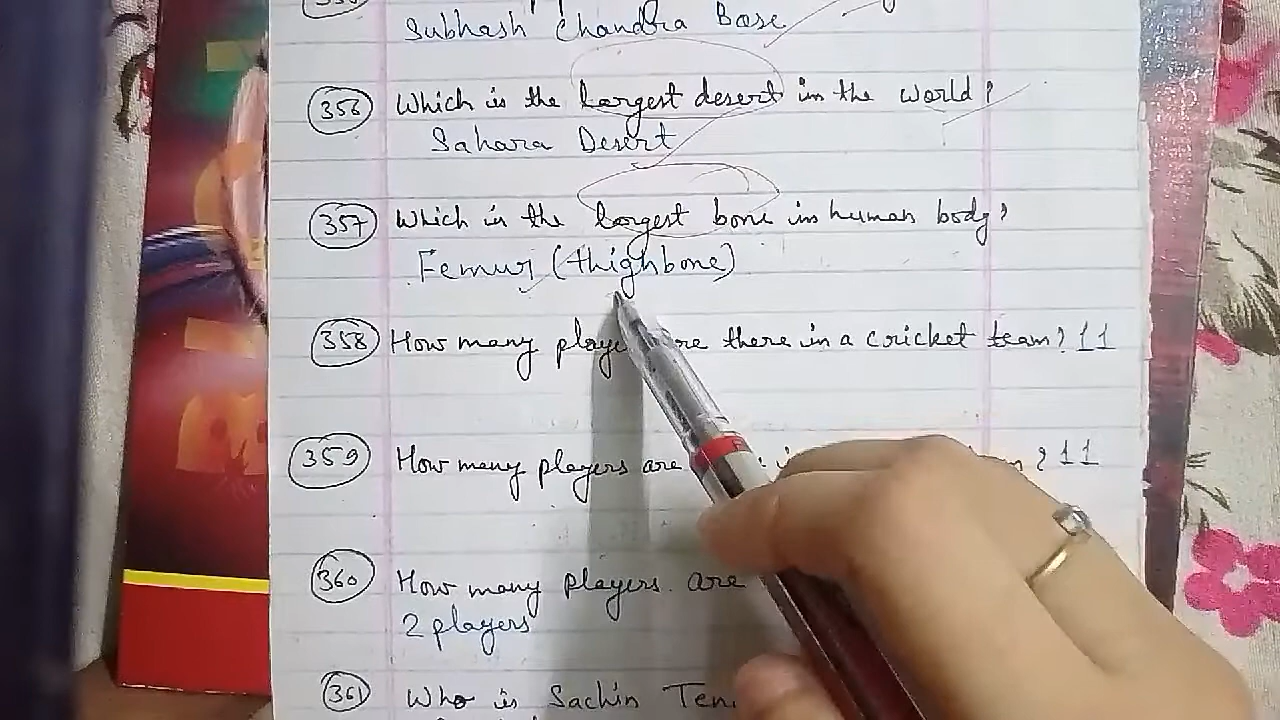 Subhash Chandra Bose
356 Which is the largest desert in the world?
Sahara Desert
357 Which is the largest bone in human body?
Femur (thighbone)
358 How many are there in a cricket team? 11
359 How many players are ? 11
360 How many players are
2 players
361 Who is Sachin